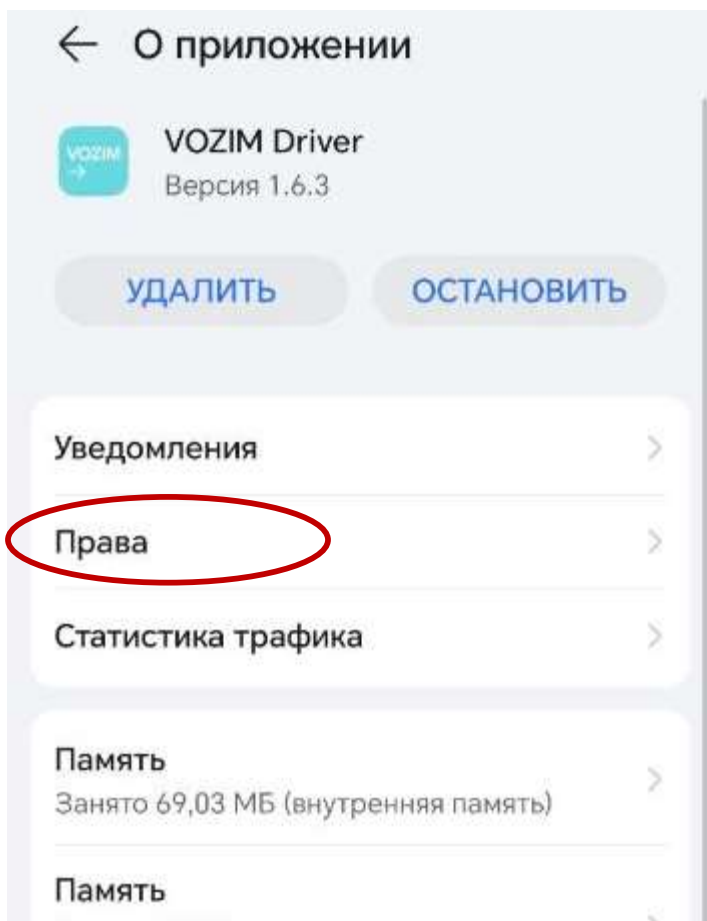 ← О приложении
VOZIM
→
VOZIM Driver
Версия 1.6.3
УДАЛИТЬ ОСТАНОВИТЬ
Уведомления
Права
Статистика трафика
Память
Занято 69,03 МБ (внутренняя память)
Память